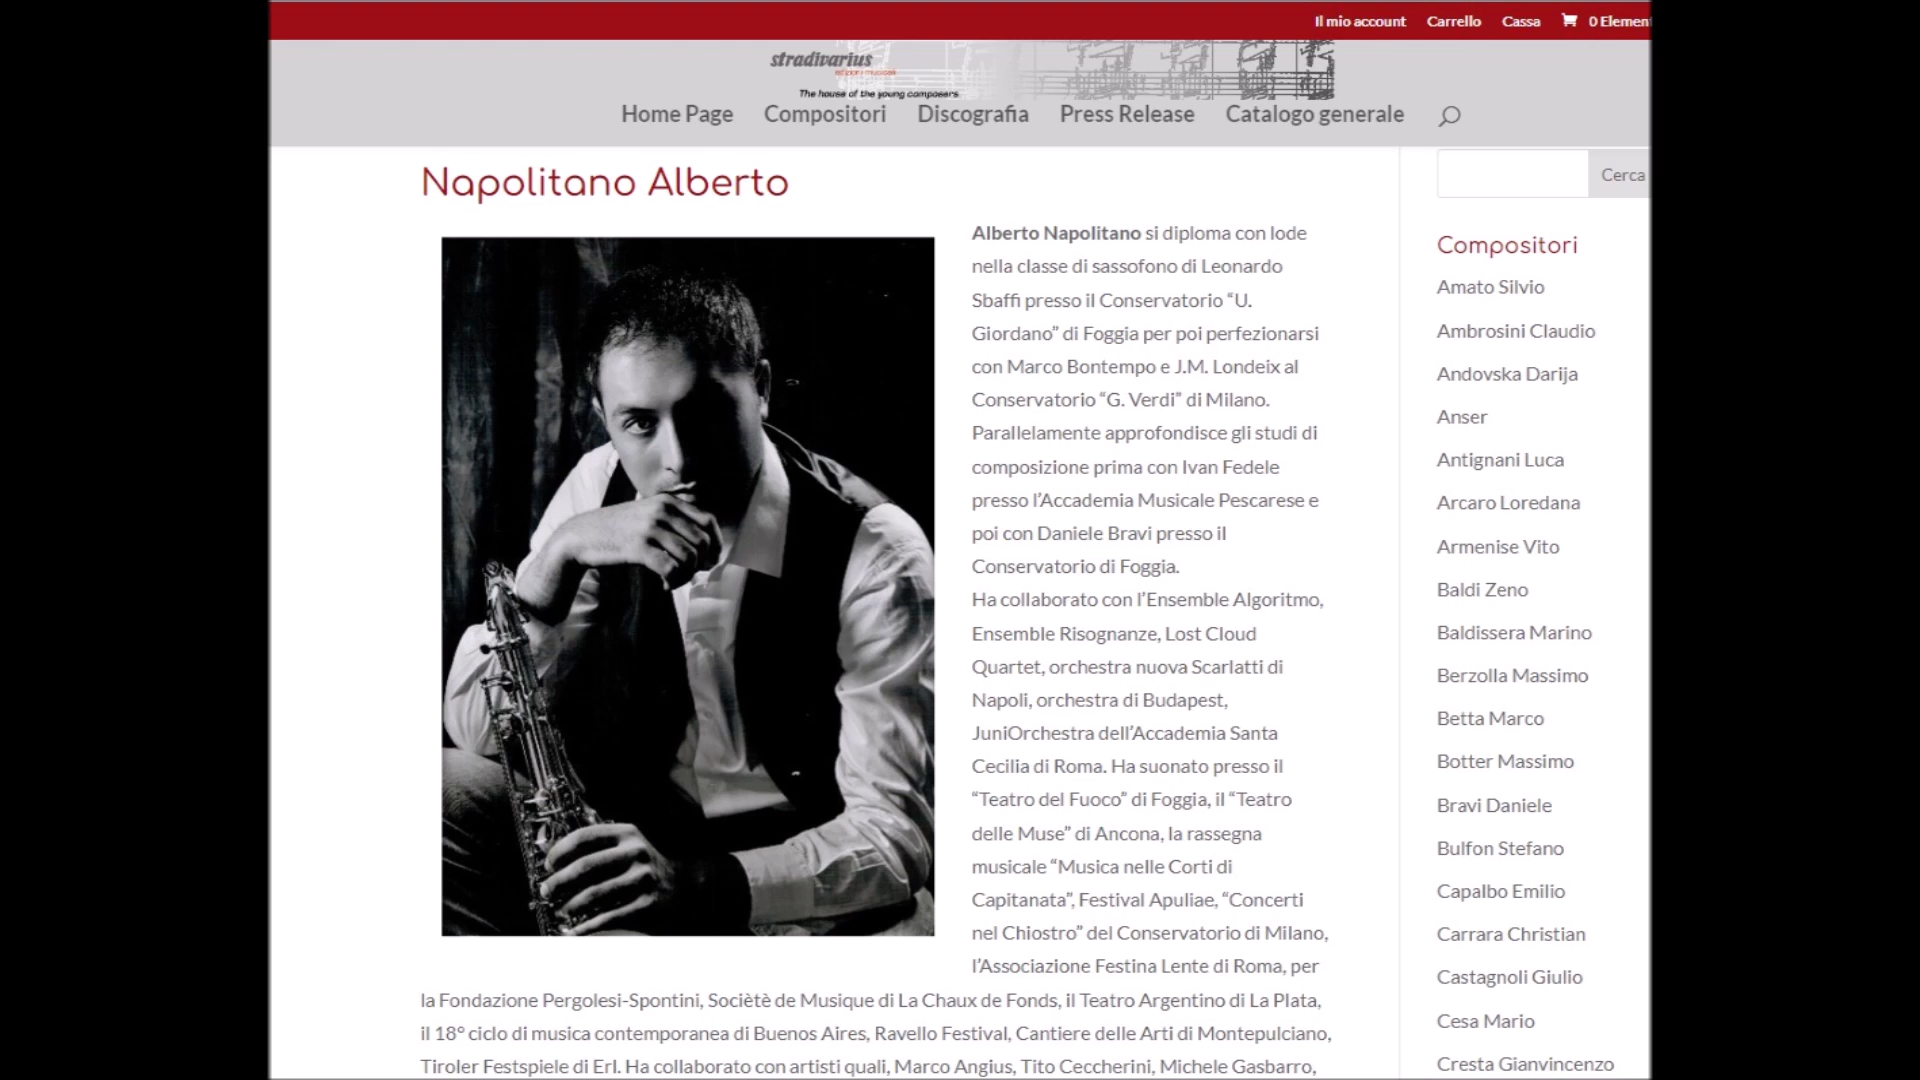 Il mio account Carrello Cassa 0 Element
stradivarius
edizioni musicali
The house of the young composers
Home Page Compositori Discografia Press Release Catalogo generale
Napolitano Alberto
Alberto Napolitano si diploma con lode
nella classe di sassofono di Leonardo
Sbaffi presso il Conservatorio “U.
Giordano” di Foggia per poi perfezionarsi
con Marco Bontempo e J.M. Londeix al
Conservatorio “G. Verdi” di Milano.
Parallelamente approfondisce gli studi di
composizione prima con Ivan Fedele
presso l’Accademia Musicale Pescarese e
poi con Daniele Bravi presso il
Conservatorio di Foggia.
Ha collaborato con l’Ensemble Algoritmo,
Ensemble Risognanze, Lost Cloud
Quartet, orchestra nuova Scarlatti di
Napoli, orchestra di Budapest,
JuniOrchestra dell’Accademia Santa
Cecilia di Roma. Ha suonato presso il
“Teatro del Fuoco” di Foggia, il “Teatro
delle Muse” di Ancona, la rassegna
musicale “Musica nelle Corti di
Capitanata”, Festival Apuliae, “Concerti
nel Chiostro” del Conservatorio di Milano,
l’Associazione Festina Lente di Roma, per
la Fondazione Pergolesi-Spontini, Sociètè de Musique di La Chaux de Fonds, il Teatro Argentino di La Plata,
il 18° ciclo di musica contemporanea di Buenos Aires, Ravello Festival, Cantiere delle Arti di Montepulciano,
Tiroler Festspiele di Erl. Ha collaborato con artisti quali, Marco Angius, Tito Ceccherini, Michele Gasbarro,
Cerca
Compositori
Amato Silvio
Ambrosini Claudio
Andovska Darija
Anser
Antignani Luca
Arcaro Loredana
Armenise Vito
Baldi Zeno
Baldissera Marino
Berzolla Massimo
Betta Marco
Botter Massimo
Bravi Daniele
Bulfon Stefano
Capalbo Emilio
Carrara Christian
Castagnoli Giulio
Cesa Mario
Cresta Gianvincenzo